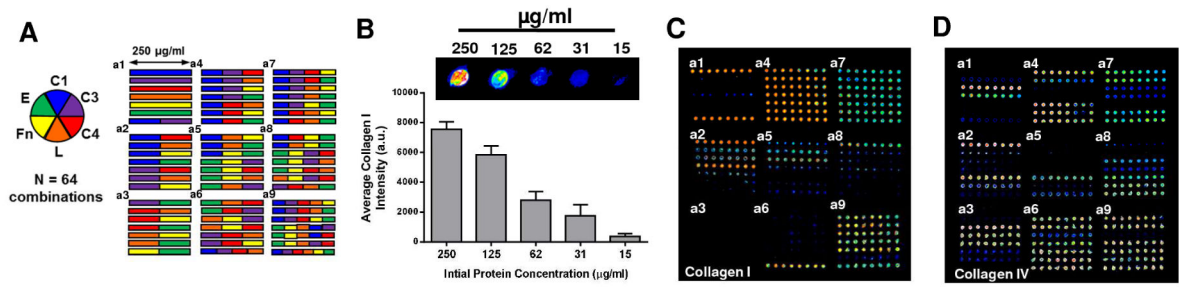 A
250 µg/ml
a1
a4
a7
C1
E
C3
Fn
C4
L
N = 64
combinations
a2
a5
a8
a3
a6
a9
B
µg/ml
250 125 62 31 15
Average Collagen I
Intensity (a.u.)
10000
8000
6000
4000
2000
0
250 125 62 31 15
Intial Protein Concentration (µg/ml)
C
a1 a4 a7
a2 a5 a8
a3 a6 a9
Collagen I
D
a1 a4 a7
a2 a5 a8
a3 a6 a9
Collagen IV